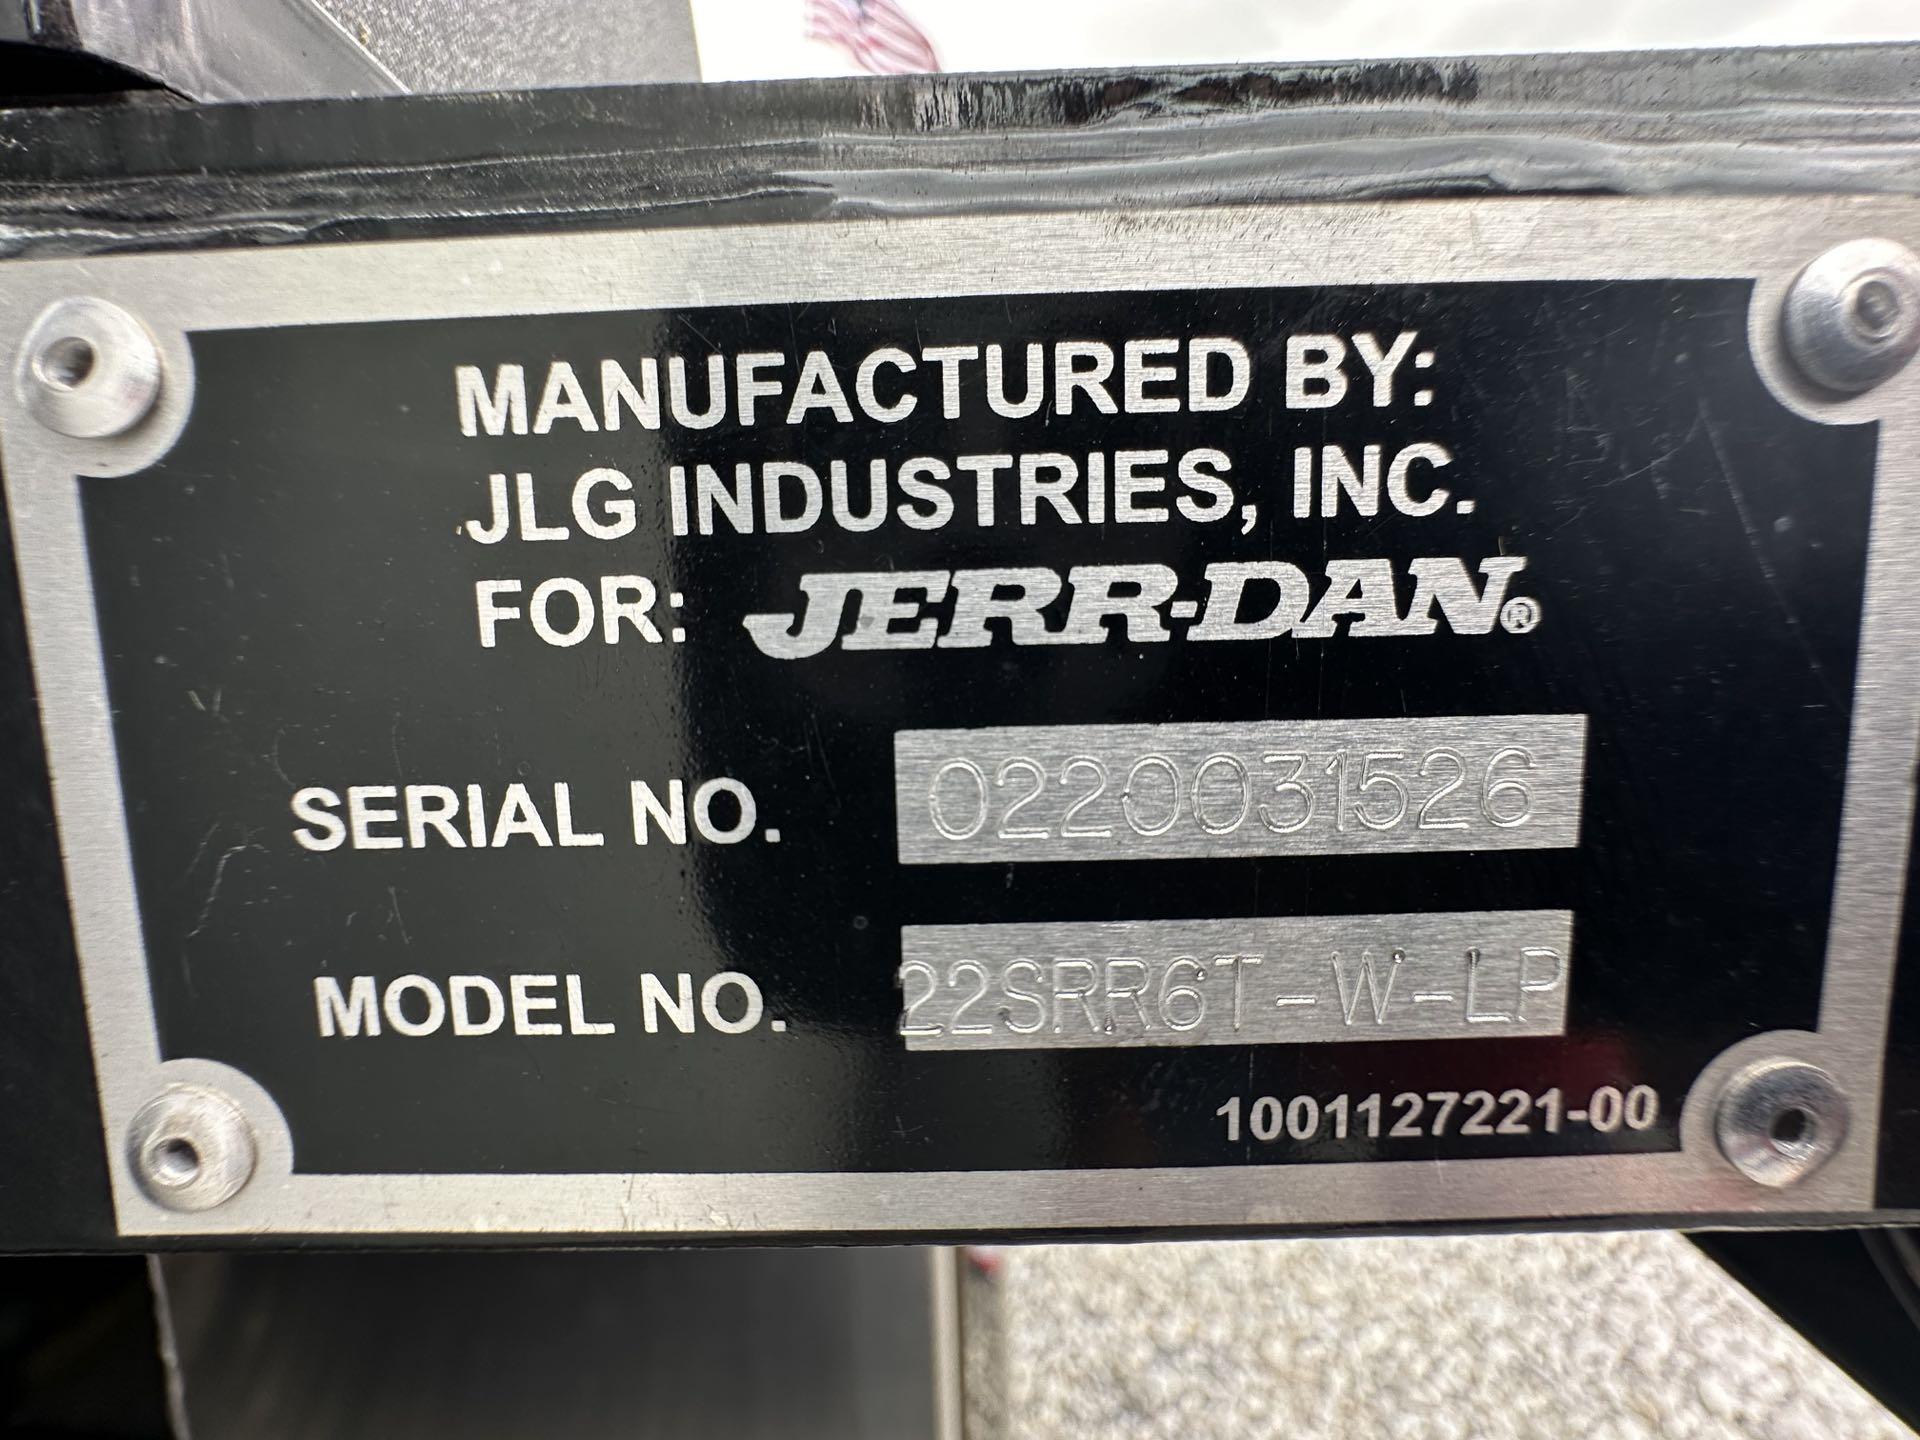 MANUFACTURED BY:
JLG INDUSTRIES, INC.
FOR: JERR-DAN®
SERIAL NO. 0220031526
MODEL NO. 22SRR6T-W-LP
1001127221-00